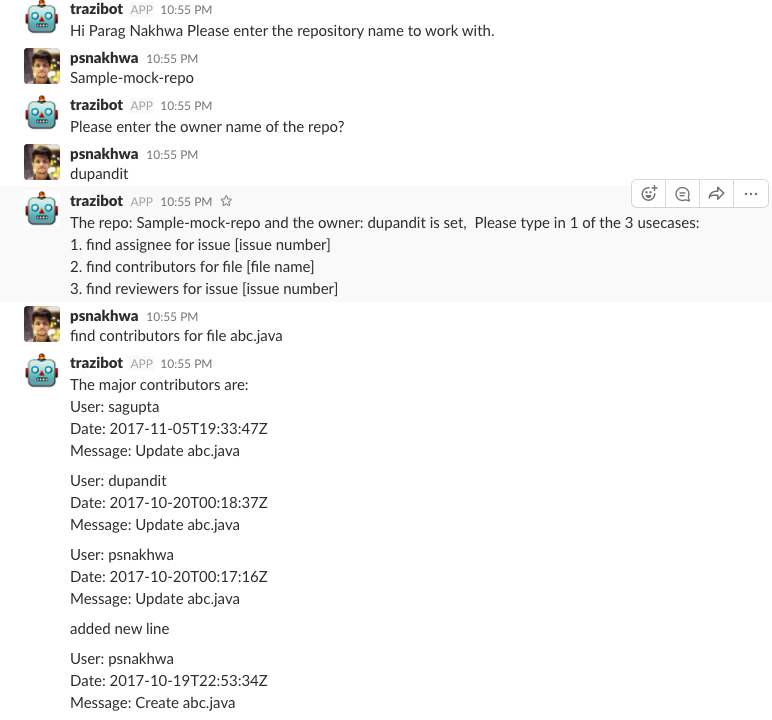 trazibot APP 10:55 PM
Hi Parag Nakhwa Please enter the repository name to work with.
psnakhwa 10:55 PM
Sample-mock-repo
trazibot APP 10:55 PM
Please enter the owner name of the repo?
psnakhwa 10:55 PM
dupandit
trazibot APP 10:55 PM
The repo: Sample-mock-repo and the owner: dupandit is set,  Please type in 1 of the 3 usecases:
1. find assignee for issue [issue number]
2. find contributors for file [file name]
3. find reviewers for issue [issue number]
psnakhwa 10:55 PM
find contributors for file abc.java
trazibot APP 10:55 PM
The major contributors are:
User: sagupta
Date: 2017-11-05T19:33:47Z
Message: Update abc.java
User: dupandit
Date: 2017-10-20T00:18:37Z
Message: Update abc.java
User: psnakhwa
Date: 2017-10-20T00:17:16Z
Message: Update abc.java
added new line
User: psnakhwa
Date: 2017-10-19T22:53:34Z
Message: Create abc.java